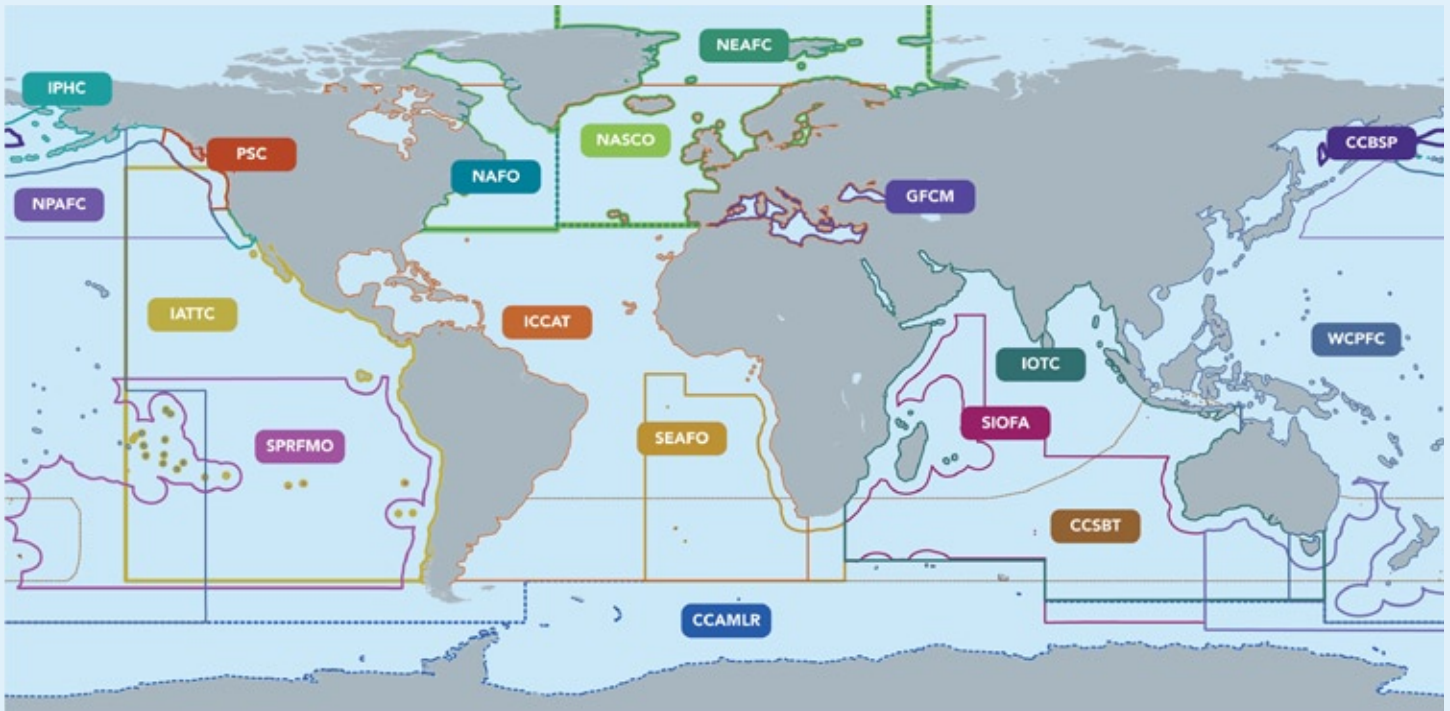 NEAFC
IPHC
NASCO
CCBSP
PSC
NAFO
GFCM
NPAFC
IATTC
ICCAT
WCPFC
IOTC
SIOFA
SEAFO
SPRFMO
CCSBT
CCAMLR